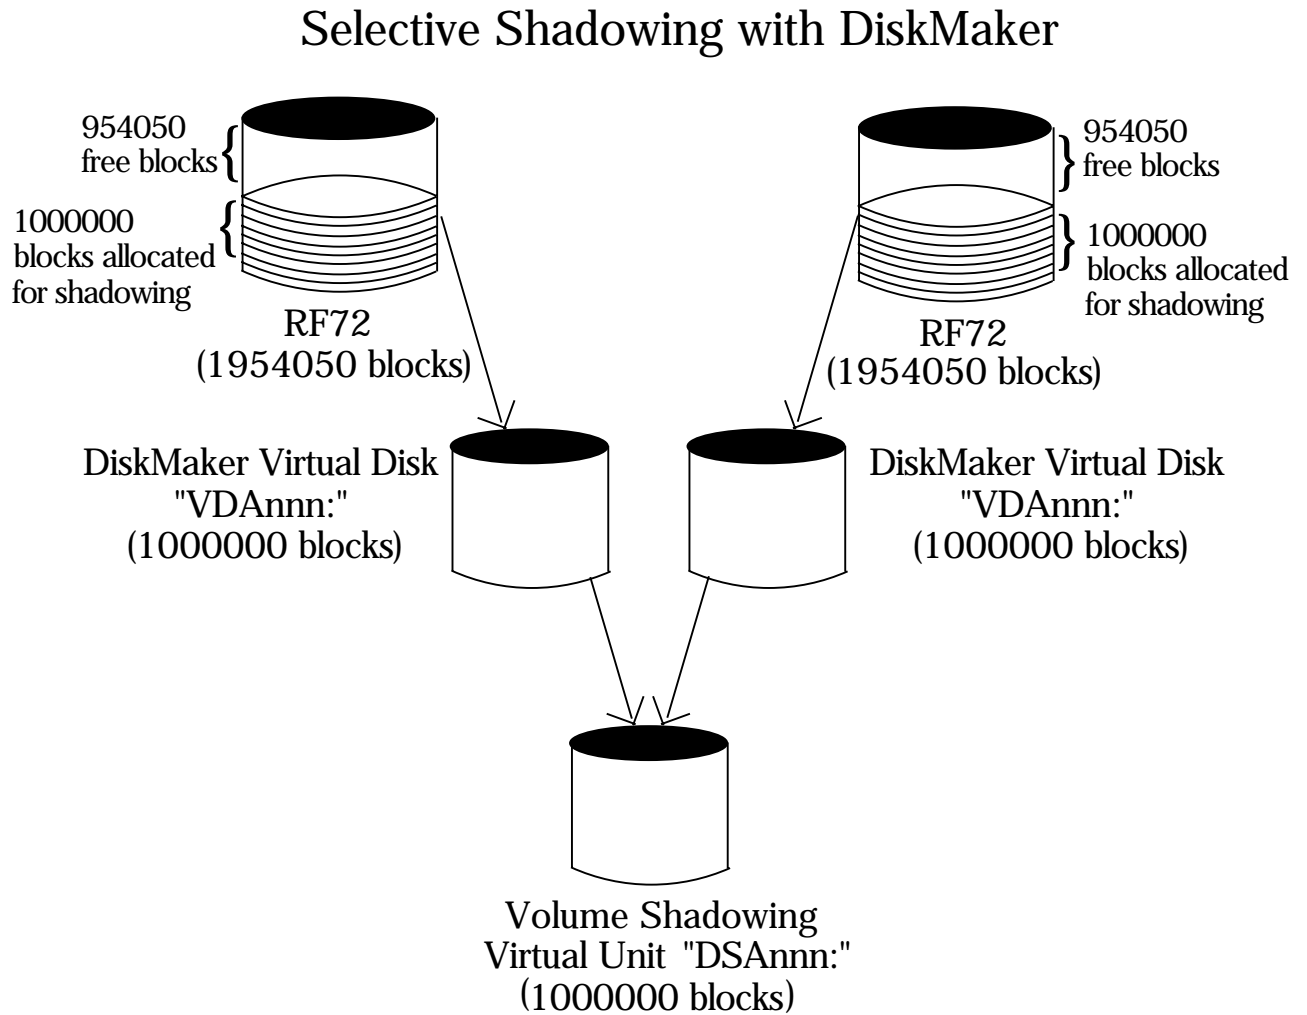 Selective Shadowing with DiskMaker
954050
free blocks
1000000
blocks allocated
for shadowing
RF72
(1954050 blocks)
954050
free blocks
1000000
blocks allocated
for shadowing
RF72
(1954050 blocks)
DiskMaker Virtual Disk
"VDAnnn:"
(1000000 blocks)
DiskMaker Virtual Disk
"VDAnnn:"
(1000000 blocks)
Volume Shadowing
Virtual Unit "DSAnnn:"
(1000000 blocks)